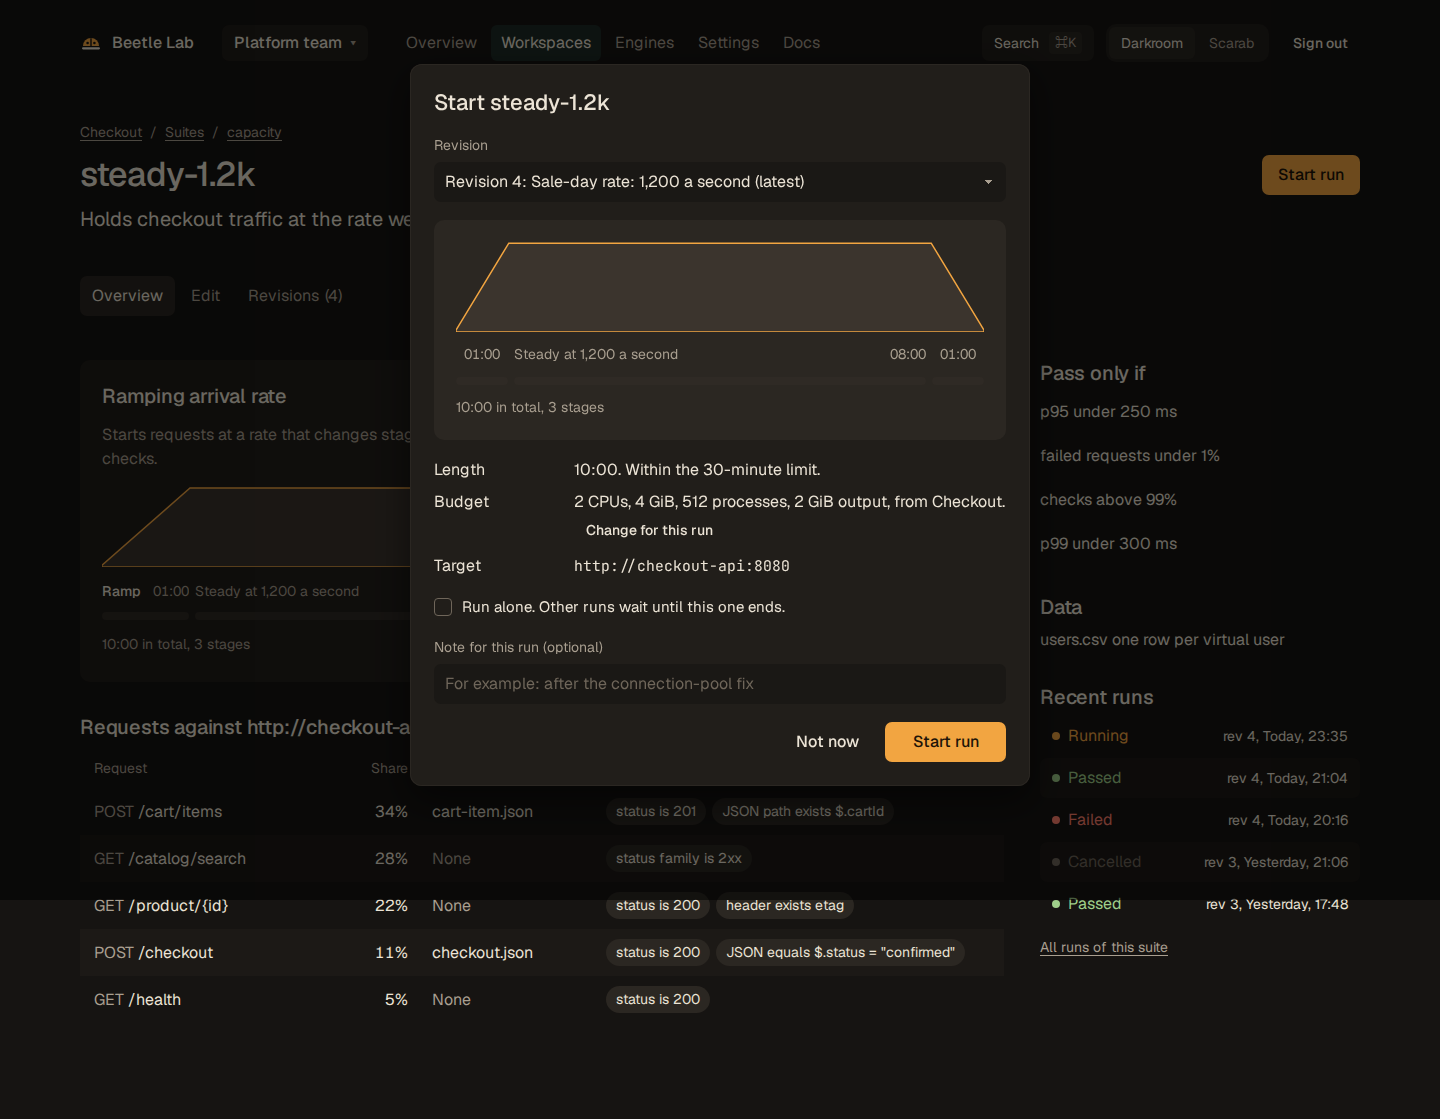 Beetle Lab
Platform team
Overview
Workspaces
Engines
Settings
Docs
Search ⌘K
Darkroom
Scarab
Sign out
Checkout / Suites / capacity
steady-1.2k
Holds checkout traffic at the rate we
Start run
Overview
Edit
Revisions (4)
Ramping arrival rate
Starts requests at a rate that changes stag
checks.
Ramp 01:00 Steady at 1,200 a second
10:00 in total, 3 stages
Start steady-1.2k
Revision
Revision 4: Sale-day rate: 1,200 a second (latest)
01:00 Steady at 1,200 a second 08:00 01:00
10:00 in total, 3 stages
Length 10:00. Within the 30-minute limit.
Budget 2 CPUs, 4 GiB, 512 processes, 2 GiB output, from Checkout.
Change for this run
Target http://checkout-api:8080
Run alone. Other runs wait until this one ends.
Note for this run (optional)
For example: after the connection-pool fix
Not now
Start run
Pass only if
p95 under 250 ms
failed requests under 1%
checks above 99%
p99 under 300 ms
Data
users.csv one row per virtual user
Recent runs
Running rev 4, Today, 23:35
Passed rev 4, Today, 21:04
Failed rev 4, Today, 20:16
Cancelled rev 3, Yesterday, 21:06
Passed rev 3, Yesterday, 17:48
All runs of this suite
Requests against http://checkout-a
Request Share
POST /cart/items 34% cart-item.json status is 201 JSON path exists $.cartId
GET /catalog/search 28% None status family is 2xx
GET /product/{id} 22% None status is 200 header exists etag
POST /checkout 11% checkout.json status is 200 JSON equals $.status = "confirmed"
GET /health 5% None status is 200